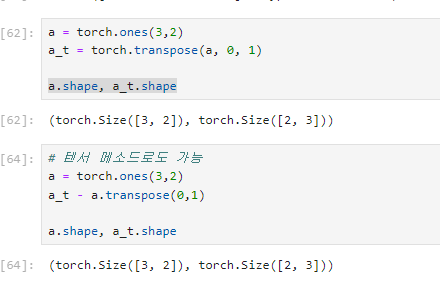 [62]:
a = torch.ones(3,2)
a_t = torch.transpose(a, 0, 1)
a.shape, a_t.shape
[62]:
(torch.Size([3, 2]), torch.Size([2, 3]))
[64]:
# 텐서 메소드로도 가능
a = torch.ones(3,2)
a_t - a.transpose(0,1)
a.shape, a_t.shape
[64]:
(torch.Size([3, 2]), torch.Size([2, 3]))